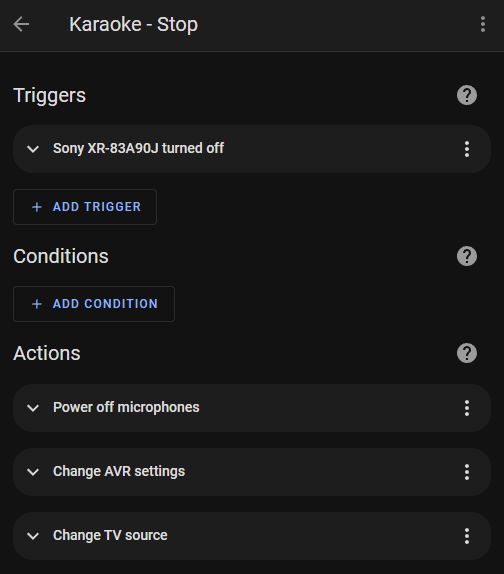 Karaoke - Stop
Triggers
?
Sony XR-83A90J turned off
+ ADD TRIGGER
Conditions
?
+ ADD CONDITION
Actions
?
Power off microphones
Change AVR settings
Change TV source